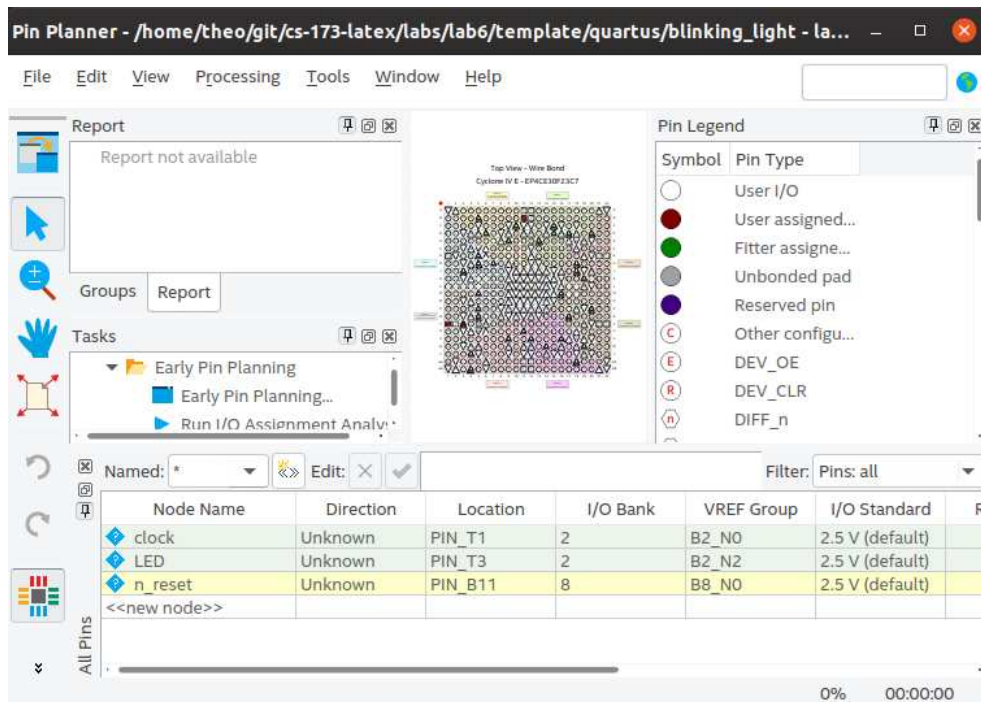 Pin Planner - /home/theo/git/cs-173-latex/labs/lab6/template/quartus/blinking_light - la...
File Edit View Processing Tools Window Help
Report
Report not available
Groups Report
Tasks
Early Pin Planning
Early Pin Planning...
Run I/O Assignment Analy
Top View - Wire Bond
Cyclone IV E - EP4CE30F23C7
Pin Legend
Symbol Pin Type
User I/O
User assigned...
Fitter assigne...
Unbonded pad
Reserved pin
C Other configu...
E DEV_OE
R DEV_CLR
n DIFF_n
Named: * «» Edit: Filter: Pins: all
Node Name Direction Location I/O Bank VREF Group I/O Standard R
clock Unknown PIN_T1 2 B2_N0 2.5 V (default)
LED Unknown PIN_T3 2 B2_N2 2.5 V (default)
n_reset Unknown PIN_B11 8 B8_N0 2.5 V (default)
<<new node>>
All Pins
0% 00:00:00